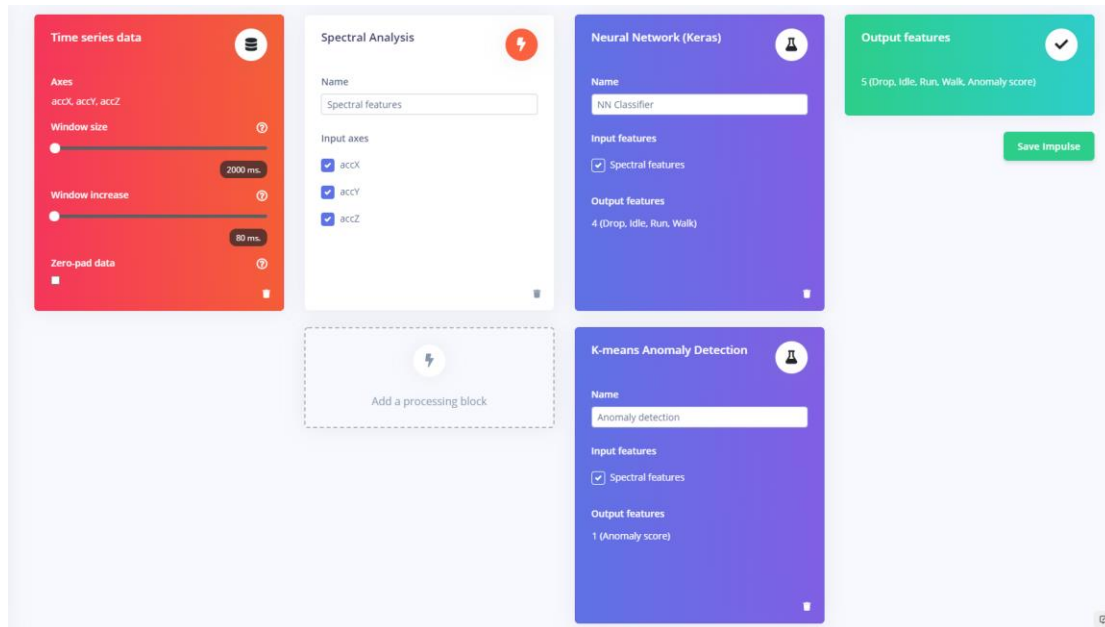 Time series data
Axes
accX, accY, accZ
Window size
2000 ms.
Window increase
80 ms.
Zero-pad data
Spectral Analysis
Name
Spectral features
Input axes
accX
accY
accZ
Add a processing block
Neural Network (Keras)
Name
NN Classifier
Input features
Spectral features
Output features
4 (Drop, Idle, Run, Walk)
K-means Anomaly Detection
Name
Anomaly detection
Input features
Spectral features
Output features
1 (Anomaly score)
Output features
5 (Drop, Idle, Run, Walk, Anomaly score)
Save Impulse